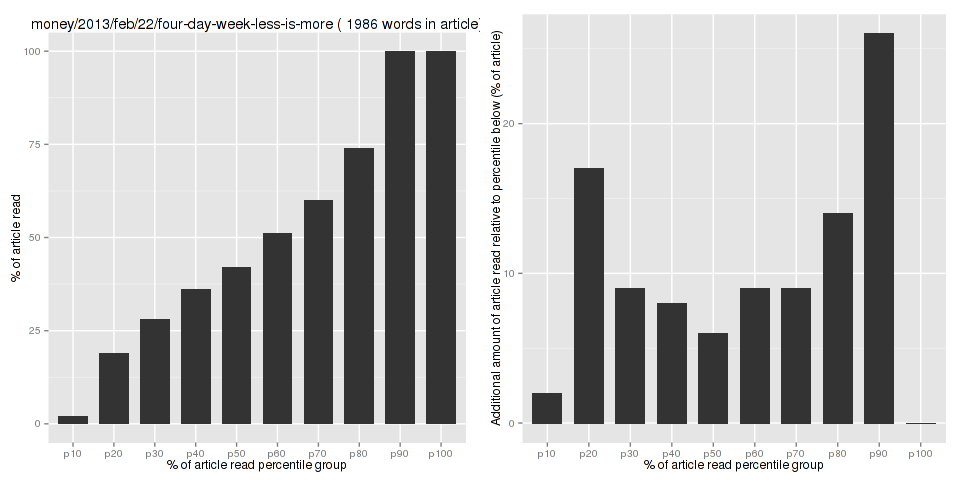 money/2013/feb/22/four-day-week-less-is-more ( 1986 words in article)
% of article read
100
75
50
25
0
p10 p20 p30 p40 p50 p60 p70 p80 p90 p100
% of article read percentile group
Additional amount of article read relative to percentile below (% of article)
20
10
0
p10 p20 p30 p40 p50 p60 p70 p80 p90 p100
% of article read percentile group